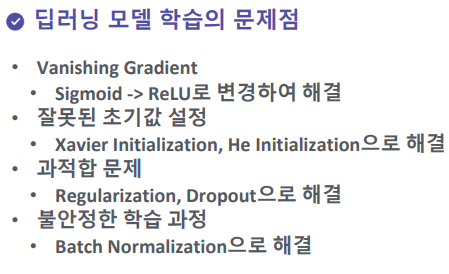 딥러닝 모델 학습의 문제점
• Vanishing Gradient
• Sigmoid -> ReLU로 변경하여 해결
• 잘못된 초기값 설정
• Xavier Initialization, He Initialization으로 해결
• 과적합 문제
• Regularization, Dropout으로 해결
• 불안정한 학습 과정
• Batch Normalization으로 해결